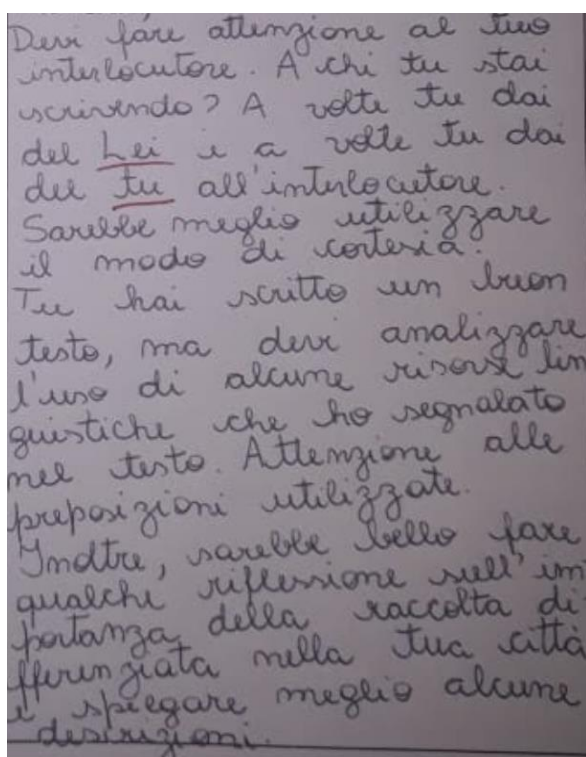 Devi fare attenzione al tuo
interlocutore. A chi tu stai
scrivendo? A volte tu dai
del Lei e a volte tu dai
del tu all'interlocutore.
Sarebbe meglio utilizzare
il modo di cortesia.
Tu hai scritto un buon
testo, ma devi analizzare
l'uso di alcune risorse lin
guistiche che ho segnalato
nel testo. Attenzione alle
preposizioni utilizzate.
Inoltre, sarebbe bello fare
qualche riflessione sull'im
portanza della raccolta di
fferenziata nella tua città
e spiegare meglio alcune
descrizioni.